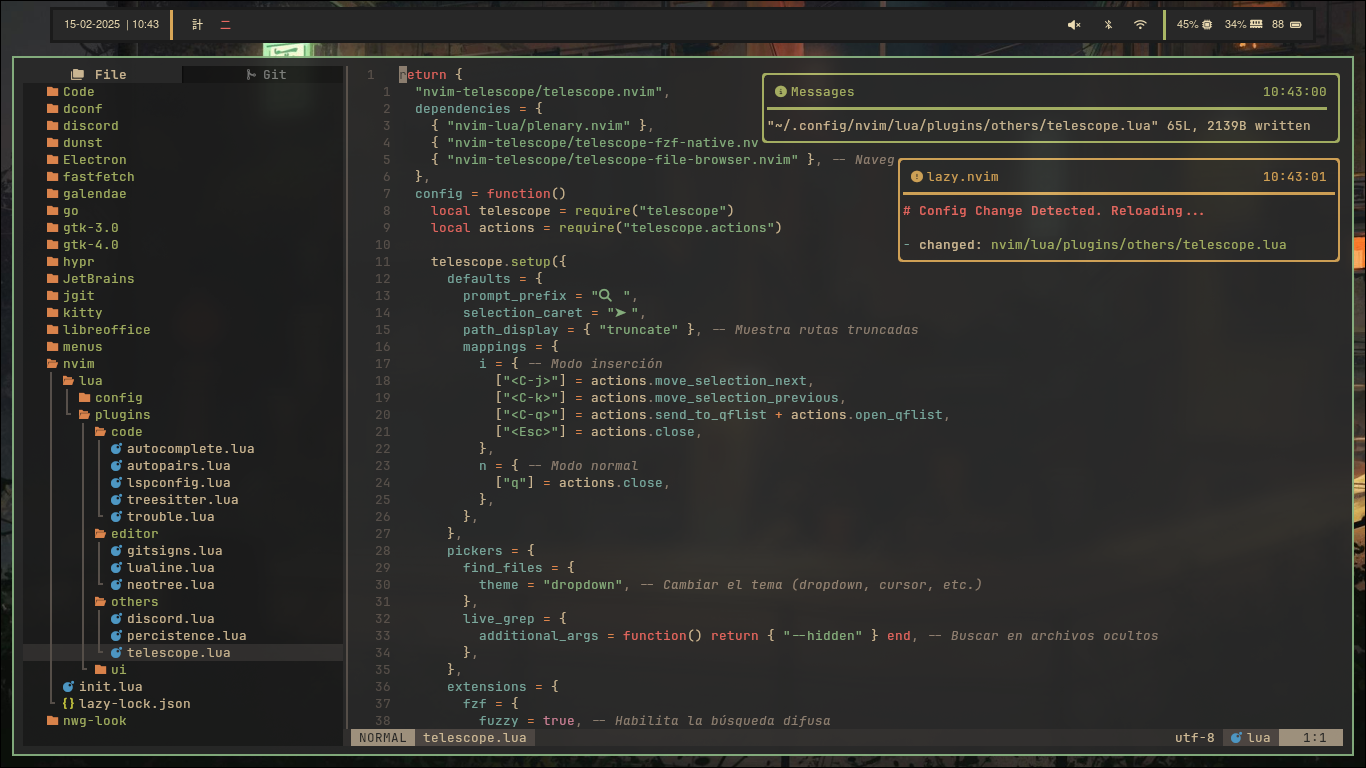 15-02-2025 | 10:43
計 二
45% 34% 88
File Git
Code
dconf
discord
dunst
Electron
fastfetch
galendae
go
gtk-3.0
gtk-4.0
hypr
JetBrains
jgit
kitty
libreoffice
menus
nvim
lua
config
plugins
code
autocomplete.lua
autopairs.lua
lspconfig.lua
treesitter.lua
trouble.lua
editor
gitsigns.lua
lualine.lua
neotree.lua
others
discord.lua
percistence.lua
telescope.lua
ui
init.lua
{} lazy-lock.json
nwg-look
1 return {
1 "nvim-telescope/telescope.nvim",
2 dependencies = {
3 { "nvim-lua/plenary.nvim" },
4 { "nvim-telescope/telescope-fzf-native.nv
5 { "nvim-telescope/telescope-file-browser.nvim" }, -- Naveg
6 },
7 config = function()
8 local telescope = require("telescope")
9 local actions = require("telescope.actions")
10
11 telescope.setup({
12 defaults = {
13 prompt_prefix = " ",
14 selection_caret = "➤ ",
15 path_display = { "truncate" }, -- Muestra rutas truncadas
16 mappings = {
17 i = { -- Modo inserción
18 ["<C-j>"] = actions.move_selection_next,
19 ["<C-k>"] = actions.move_selection_previous,
20 ["<C-q>"] = actions.send_to_qflist + actions.open_qflist,
21 ["<Esc>"] = actions.close,
22 },
23 n = { -- Modo normal
24 ["q"] = actions.close,
25 },
26 },
27 },
28 pickers = {
29 find_files = {
30 theme = "dropdown", -- Cambiar el tema (dropdown, cursor, etc.)
31 },
32 live_grep = {
33 additional_args = function() return { "--hidden" } end, -- Buscar en archivos ocultos
34 },
35 },
36 extensions = {
37 fzf = {
38 fuzzy = true, -- Habilita la búsqueda difusa
Messages 10:43:00
"~/.config/nvim/lua/plugins/others/telescope.lua" 65L, 2139B written
lazy.nvim 10:43:01
# Config Change Detected. Reloading...
- changed: nvim/lua/plugins/others/telescope.lua
NORMAL telescope.lua utf-8 lua 1:1